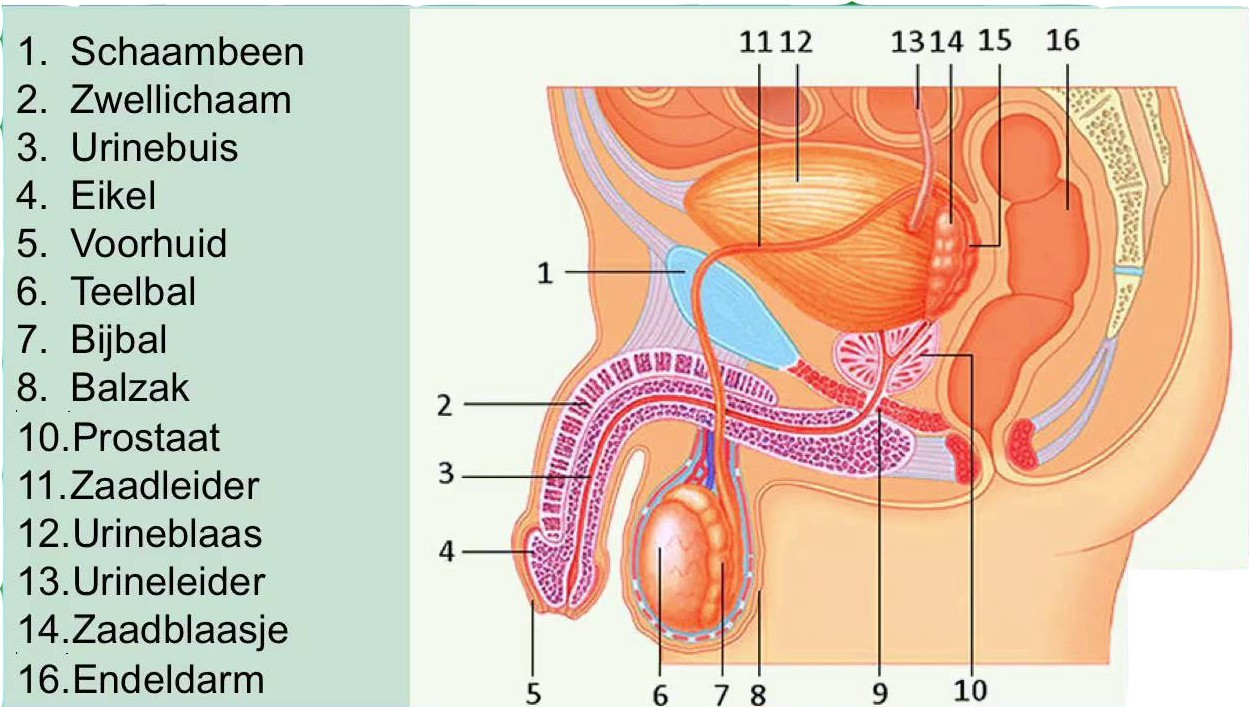 1. Schaambeen
2. Zwellichaam
3. Urinebuis
4. Eikel
5. Voorhuid
6. Teelbal
7. Bijbal
8. Balzak
10.Prostaat
11.Zaadleider
12.Urineblaas
13.Urineleider
14.Zaadblaasje
16.Endeldarm
11 12 13 14 15 16
1
2
3
4
5 6 7 8 9 10